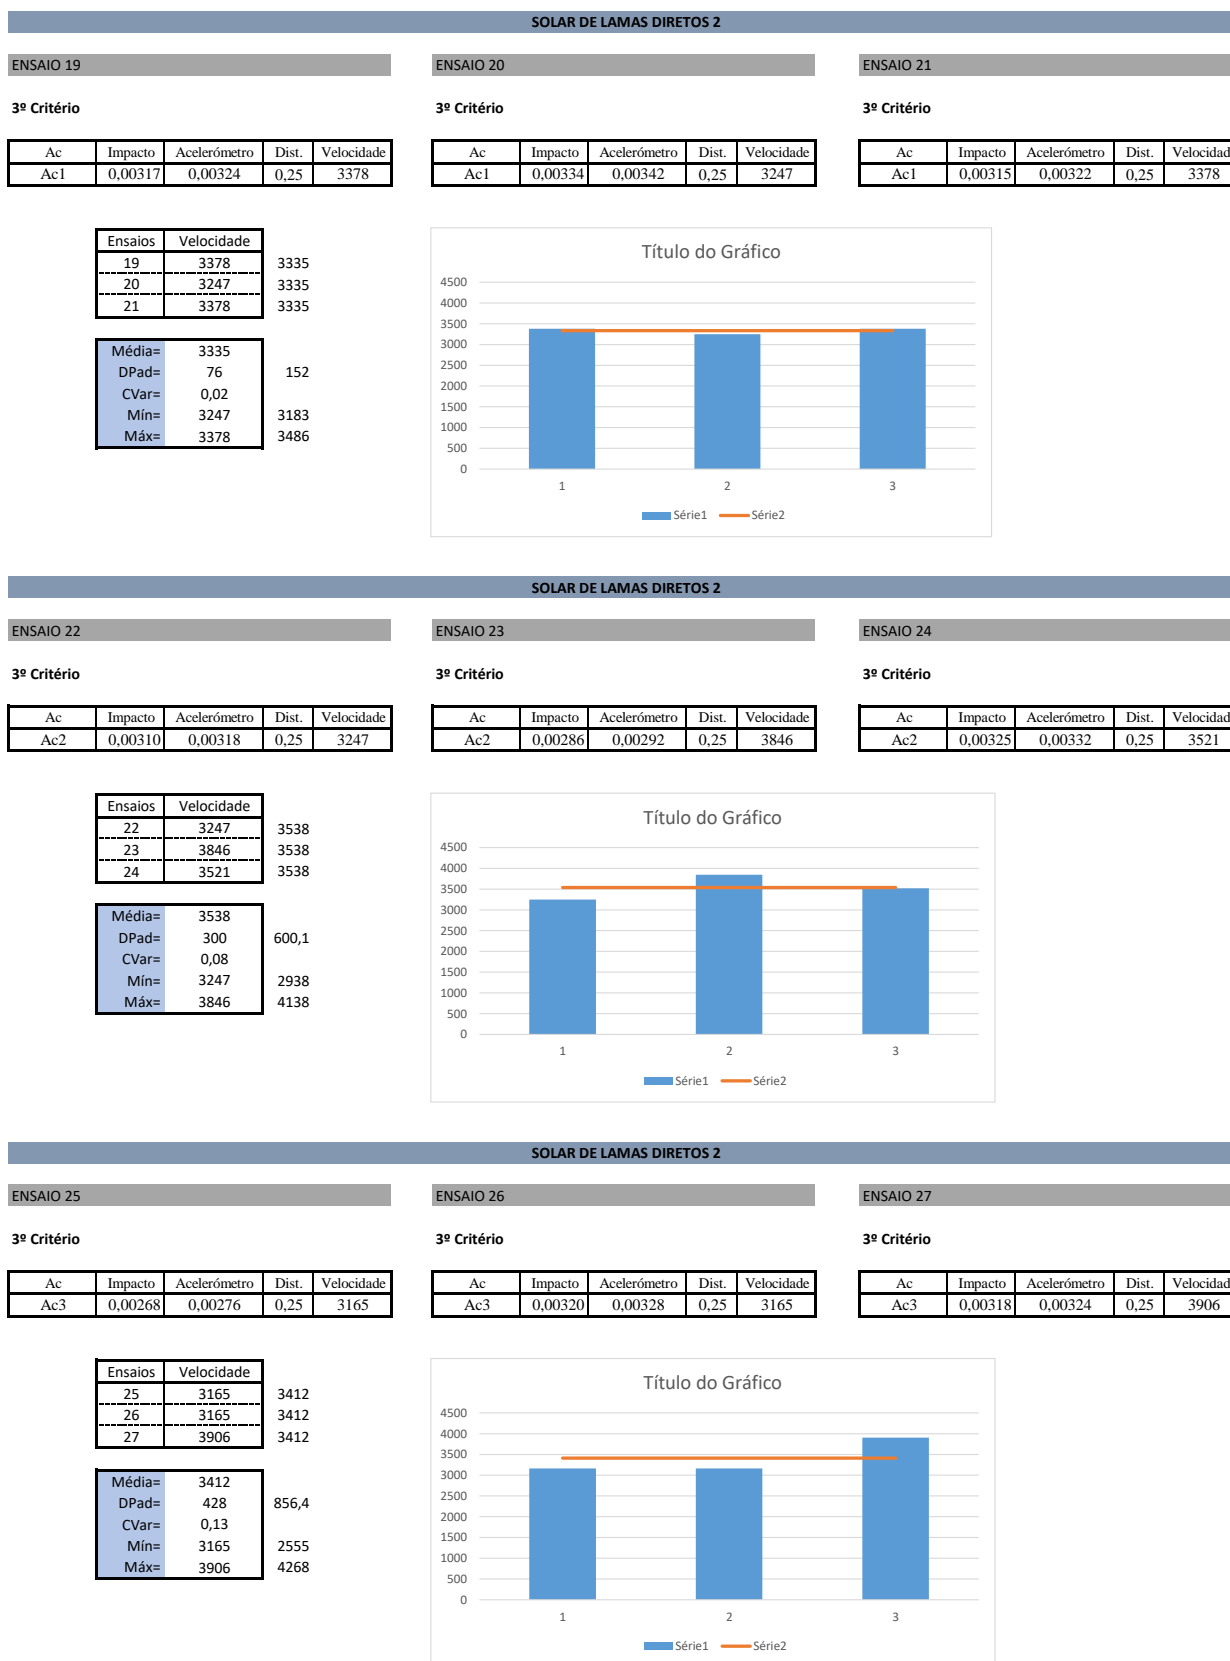 SOLAR DE LAMAS DIRETOS 2
ENSAIO 19 ENSAIO 20 ENSAIO 21
3º Critério 3º Critério 3º Critério
Ac Impacto Acelerómetro Dist. Velocidade Ac Impacto Acelerómetro Dist. Velocidade Ac Impacto Acelerómetro Dist. Velocidad
Ac1 0,00317 0,00324 0,25 3378 Ac1 0,00334 0,00342 0,25 3247 Ac1 0,00315 0,00322 0,25 3378
Ensaios Velocidade
19 3378 3335
20 3247 3335
21 3378 3335
Média= 3335
DPad= 76 152
CVar= 0,02
Mín= 3247 3183
Máx= 3378 3486
Título do Gráfico
4500
4000
3500
3000
2500
2000
1500
1000
500
0
1 2 3
Série1 Série2
SOLAR DE LAMAS DIRETOS 2
ENSAIO 22 ENSAIO 23 ENSAIO 24
3º Critério 3º Critério 3º Critério
Ac Impacto Acelerómetro Dist. Velocidade Ac Impacto Acelerómetro Dist. Velocidade Ac Impacto Acelerómetro Dist. Velocidad
Ac2 0,00310 0,00318 0,25 3247 Ac2 0,00286 0,00292 0,25 3846 Ac2 0,00325 0,00332 0,25 3521
Ensaios Velocidade
22 3247 3538
23 3846 3538
24 3521 3538
Média= 3538
DPad= 300 600,1
CVar= 0,08
Mín= 3247 2938
Máx= 3846 4138
Título do Gráfico
4500
4000
3500
3000
2500
2000
1500
1000
500
0
1 2 3
Série1 Série2
SOLAR DE LAMAS DIRETOS 2
ENSAIO 25 ENSAIO 26 ENSAIO 27
3º Critério 3º Critério 3º Critério
Ac Impacto Acelerómetro Dist. Velocidade Ac Impacto Acelerómetro Dist. Velocidade Ac Impacto Acelerómetro Dist. Velocidad
Ac3 0,00268 0,00276 0,25 3165 Ac3 0,00320 0,00328 0,25 3165 Ac3 0,00318 0,00324 0,25 3906
Ensaios Velocidade
25 3165 3412
26 3165 3412
27 3906 3412
Média= 3412
DPad= 428 856,4
CVar= 0,13
Mín= 3165 2555
Máx= 3906 4268
Título do Gráfico
4500
4000
3500
3000
2500
2000
1500
1000
500
0
1 2 3
Série1 Série2